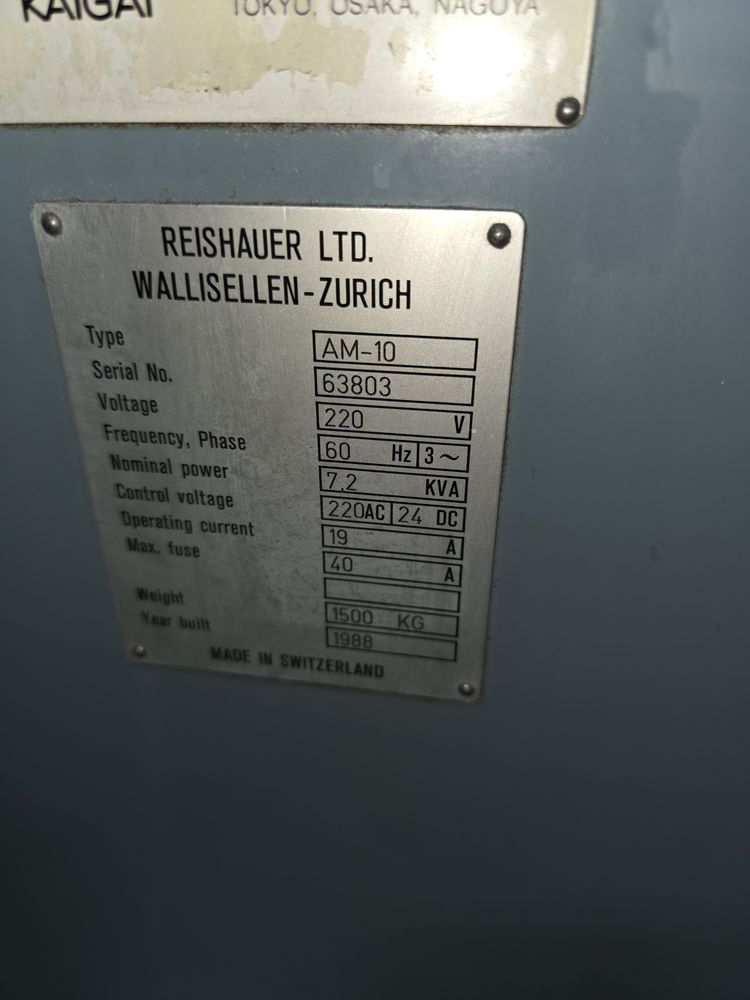 KAIGAI TOKYO, OSAKA, NAGOYA
REISHAUER LTD.
WALLISELLEN-ZURICH
Type AM-10
Serial No. 63803
Voltage 220 V
Frequency, Phase 60 Hz 3~
Nominal power 7.2 KVA
Control voltage 220AC 24 DC
Operating current 19 A
Max. fuse 40 A
Weight 1500 KG
Year built 1988
MADE IN SWITZERLAND